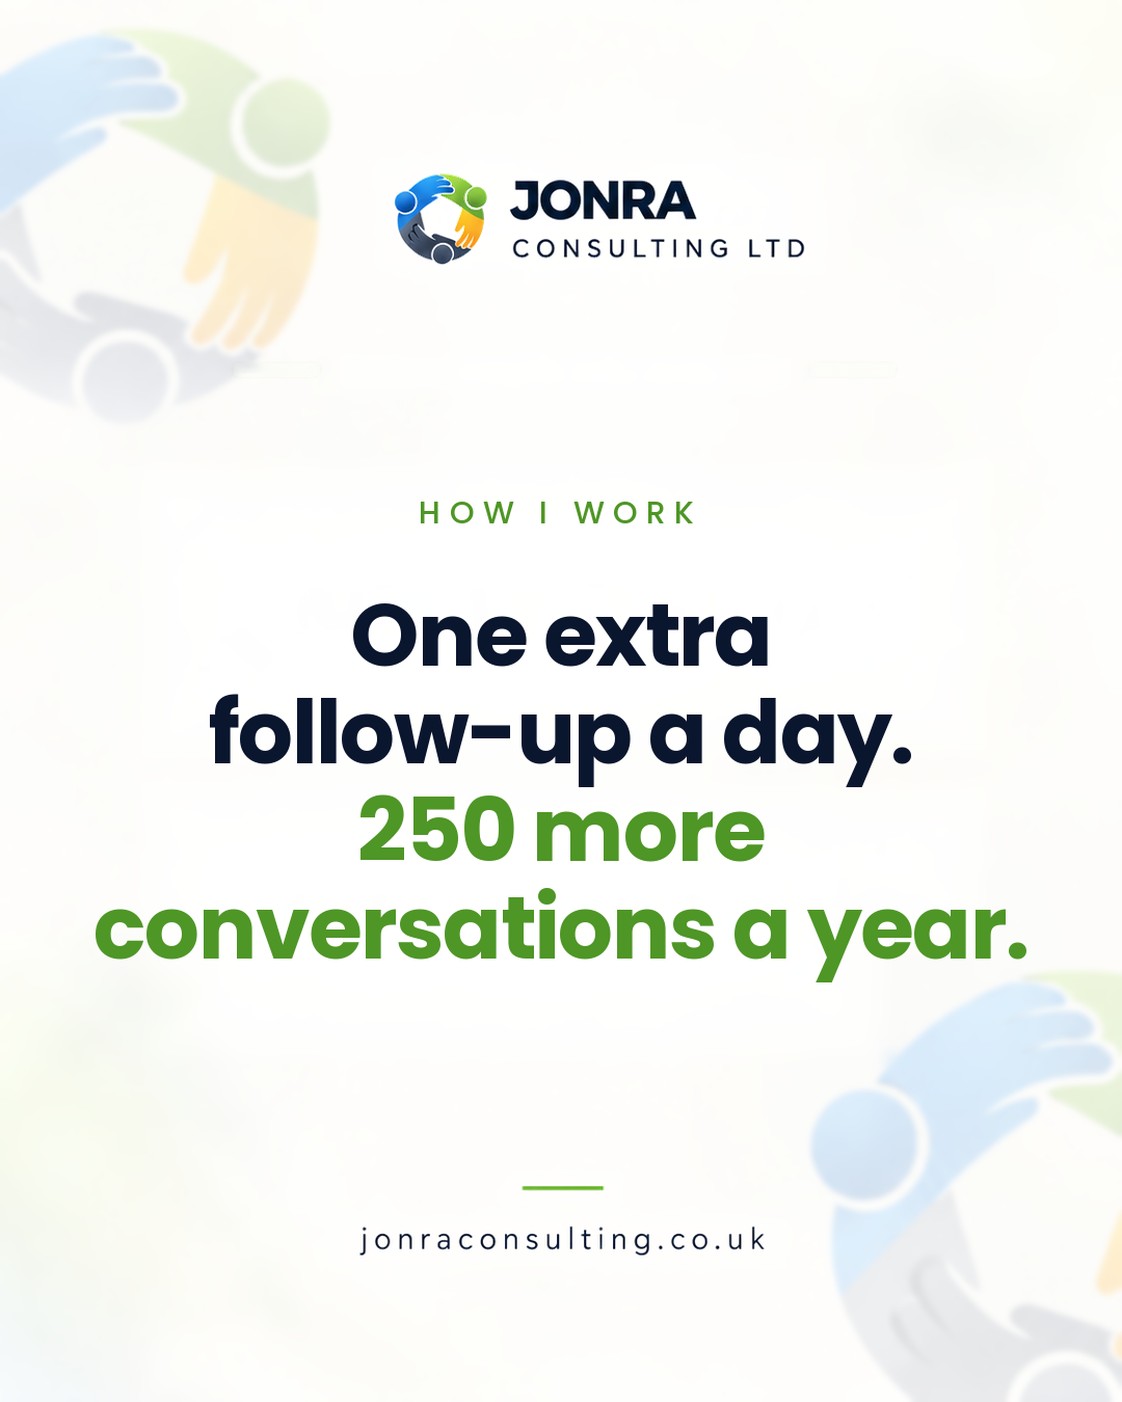 JONRA
CONSULTING LTD
HOW I WORK
One extra
follow-up a day.
250 more
conversations a year.
jonraconsulting.co.uk